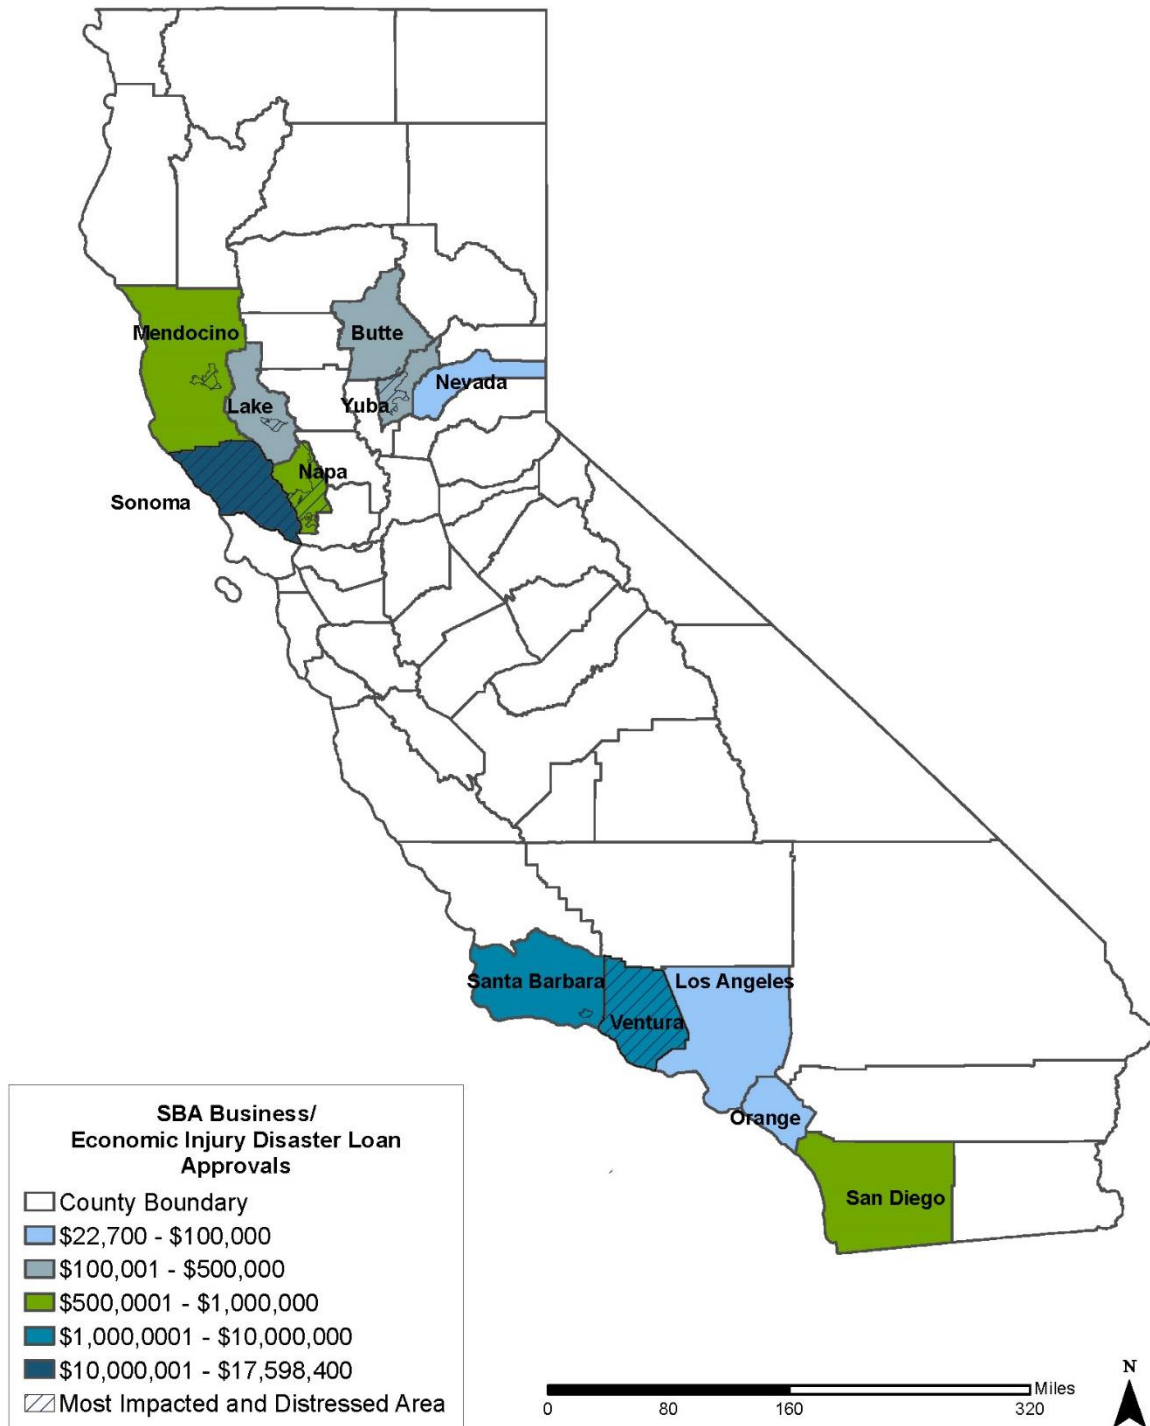 Mendocino
Butte
Nevada
Lake
Yuba
Napa
Sonoma
Santa Barbara
Los Angeles
Ventura
Orange
San Diego
SBA Business/
Economic Injury Disaster Loan
Approvals
County Boundary
$22,700 - $100,000
$100,001 - $500,000
$500,0001 - $1,000,000
$1,000,0001 - $10,000,000
$10,000,001 - $17,598,400
Most Impacted and Distressed Area
N
Miles
0 80 160 320